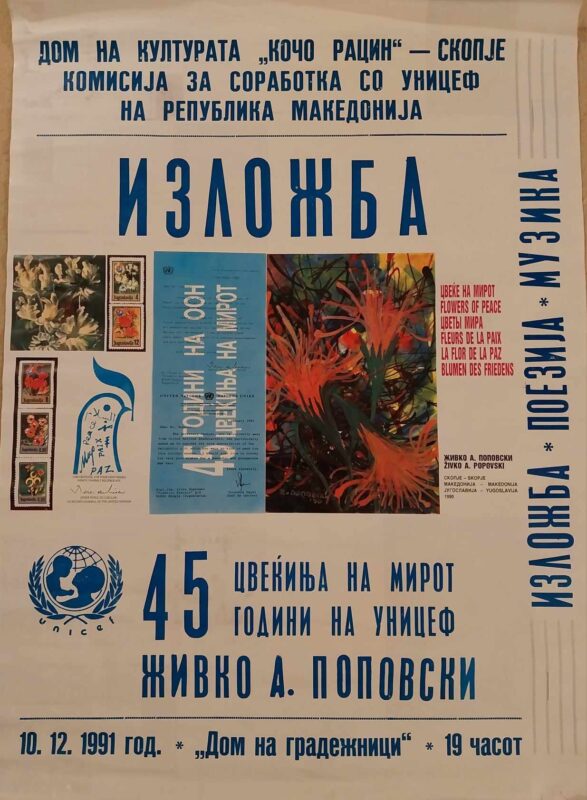 ДОМ НА КУЛТУРАТА „КОЧО РАЦИН“ — СКОПЈЕ
КОМИСИЈА ЗА СОРАБОТКА СО УНИЦЕФ
НА РЕПУБЛИКА МАКЕДОНИЈА
ИЗЛОЖБА
45 ГОДИНИ НА ООН
ЦВЕЌИЊА НА МИРОТ
ЦВЕЌЕ НА МИРОТ
FLOWERS OF PEACE
ЦВЕТЫ МИРА
FLEURS DE LA PAIX
LA FLOR DE LA PAZ
BLUMEN DES FRIEDENS
ЖИВКО А. ПОПОВСКИ
ŽIVKO A. POPOVSKI
СКОПЈЕ – SKOPJE
МАКЕДОНИЈА – MAKEDONIJA
ЈУГОСЛАВИЈА – YUGOSLAVIJA
1990
PAIX
PAZ
unicef
45 ЦВЕЌИЊА НА МИРОТ
ГОДИНИ НА УНИЦЕФ
ЖИВКО А. ПОПОВСКИ
10. 12. 1991 год. * „Дом на градежници“ * 19 часот
ИЗЛОЖБА * ПОЕЗИЈА * МУЗИКА